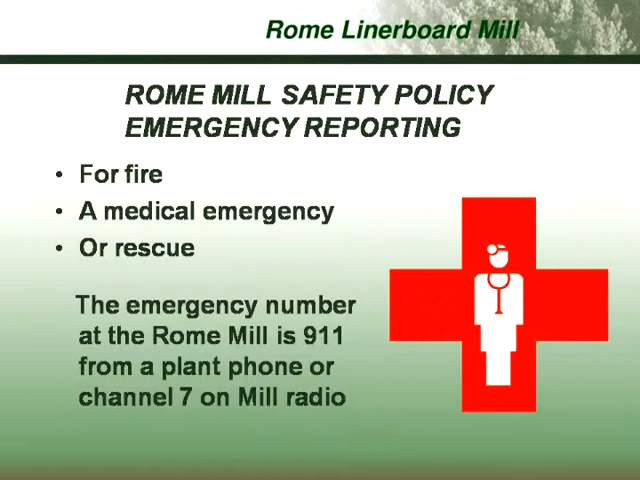 Rome Linerboard Mill
ROME MILL SAFETY POLICY
EMERGENCY REPORTING
• For fire
• A medical emergency
• Or rescue
The emergency number
at the Rome Mill is 911
from a plant phone or
channel 7 on Mill radio